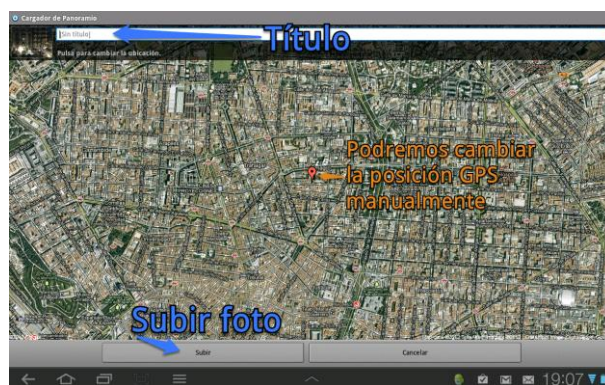 Cargador de Panoramio
[Sin título]
Título
Pulsa para cambiar la ubicación.
Podremos cambiar
la posición GPS
manualmente
Subir foto
Subir
Cancelar
19:07